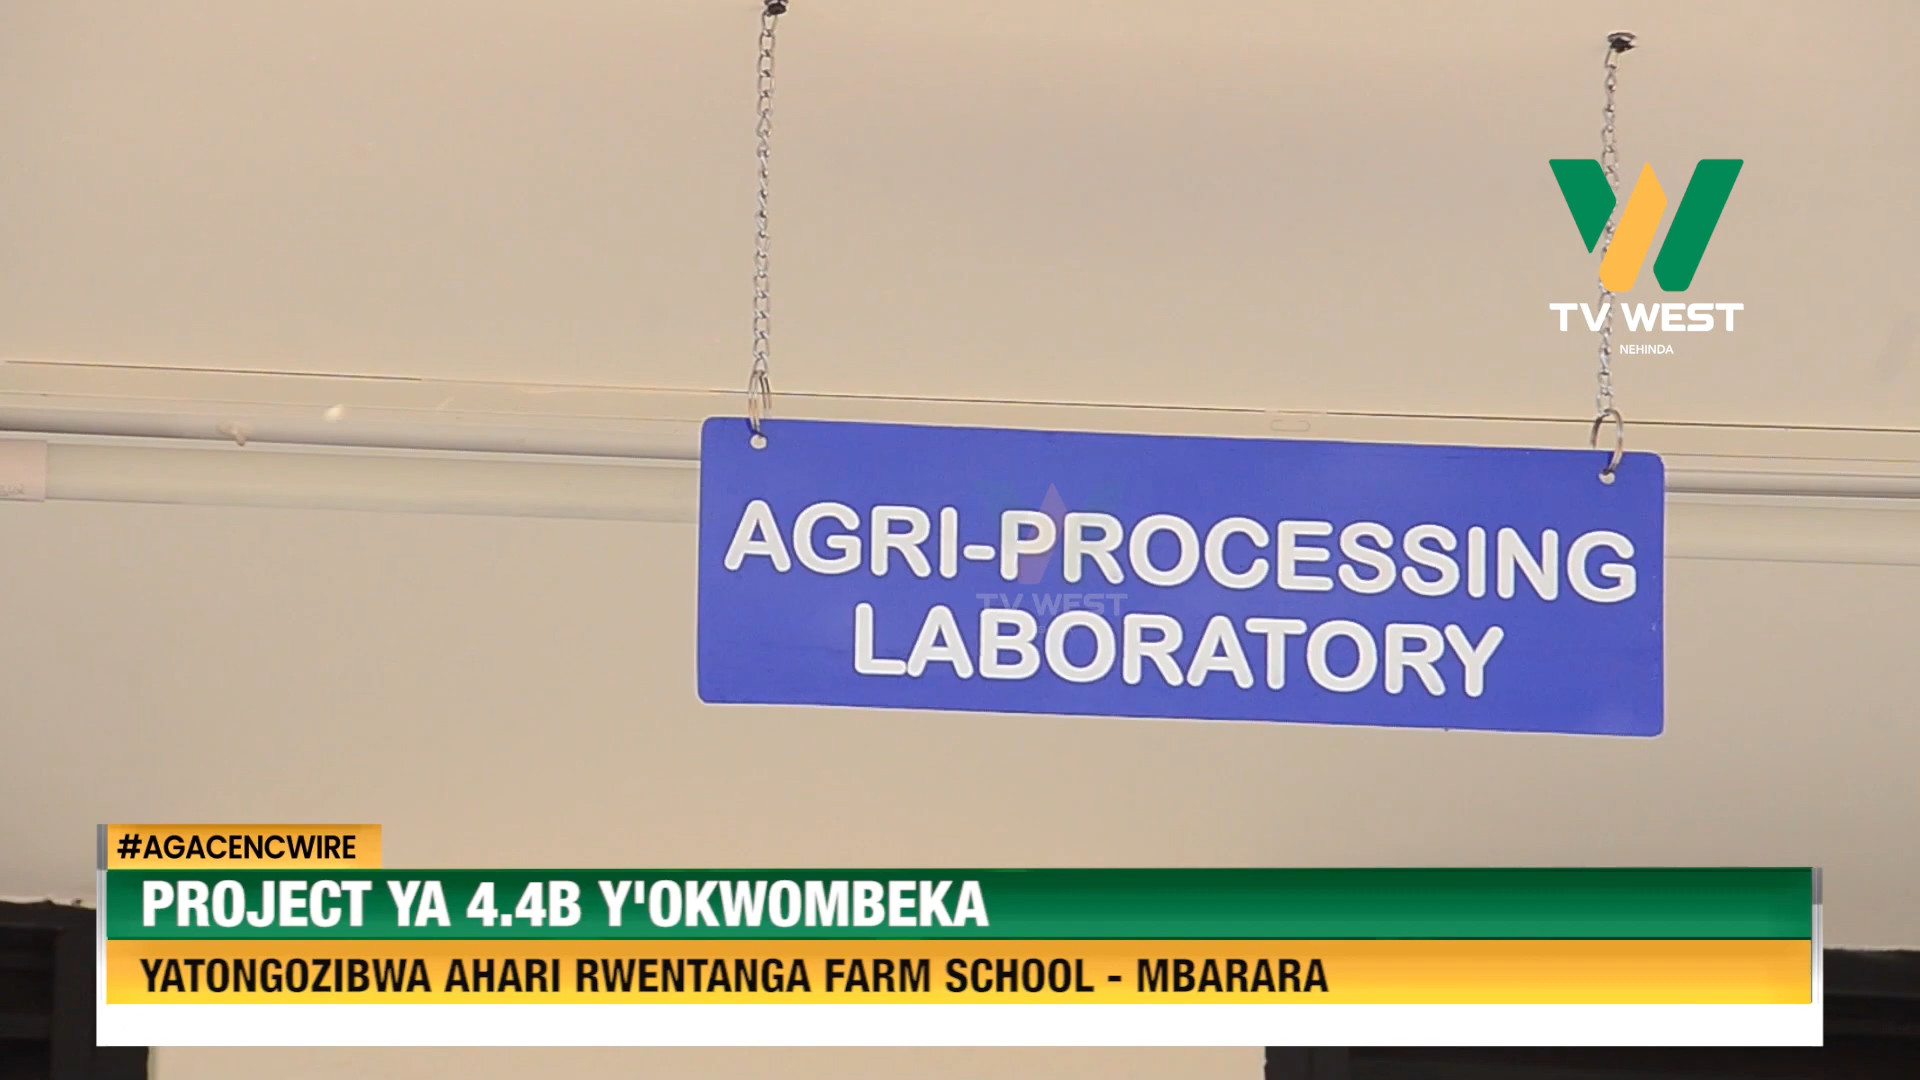 TV WEST
NEHINDA
AGRI-PROCESSING
LABORATORY
TV WEST
#AGACENCWIRE
PROJECT YA 4.4B Y'OKWOMBEKA
YATONGOZIBWA AHARI RWENTANGA FARM SCHOOL - MBARARA